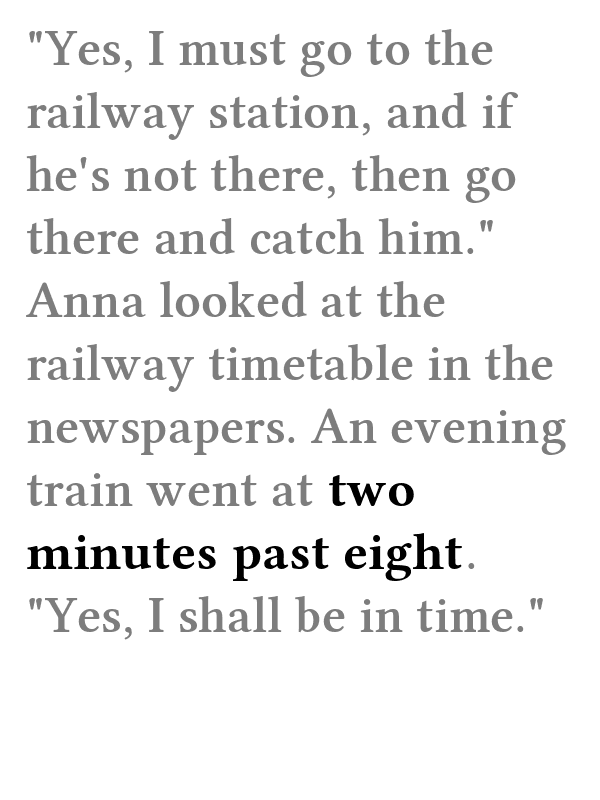 "Yes, I must go to the
railway station, and if
he's not there, then go
there and catch him."
Anna looked at the
railway timetable in the
newspapers. An evening
train went at two
minutes past eight.
"Yes, I shall be in time."